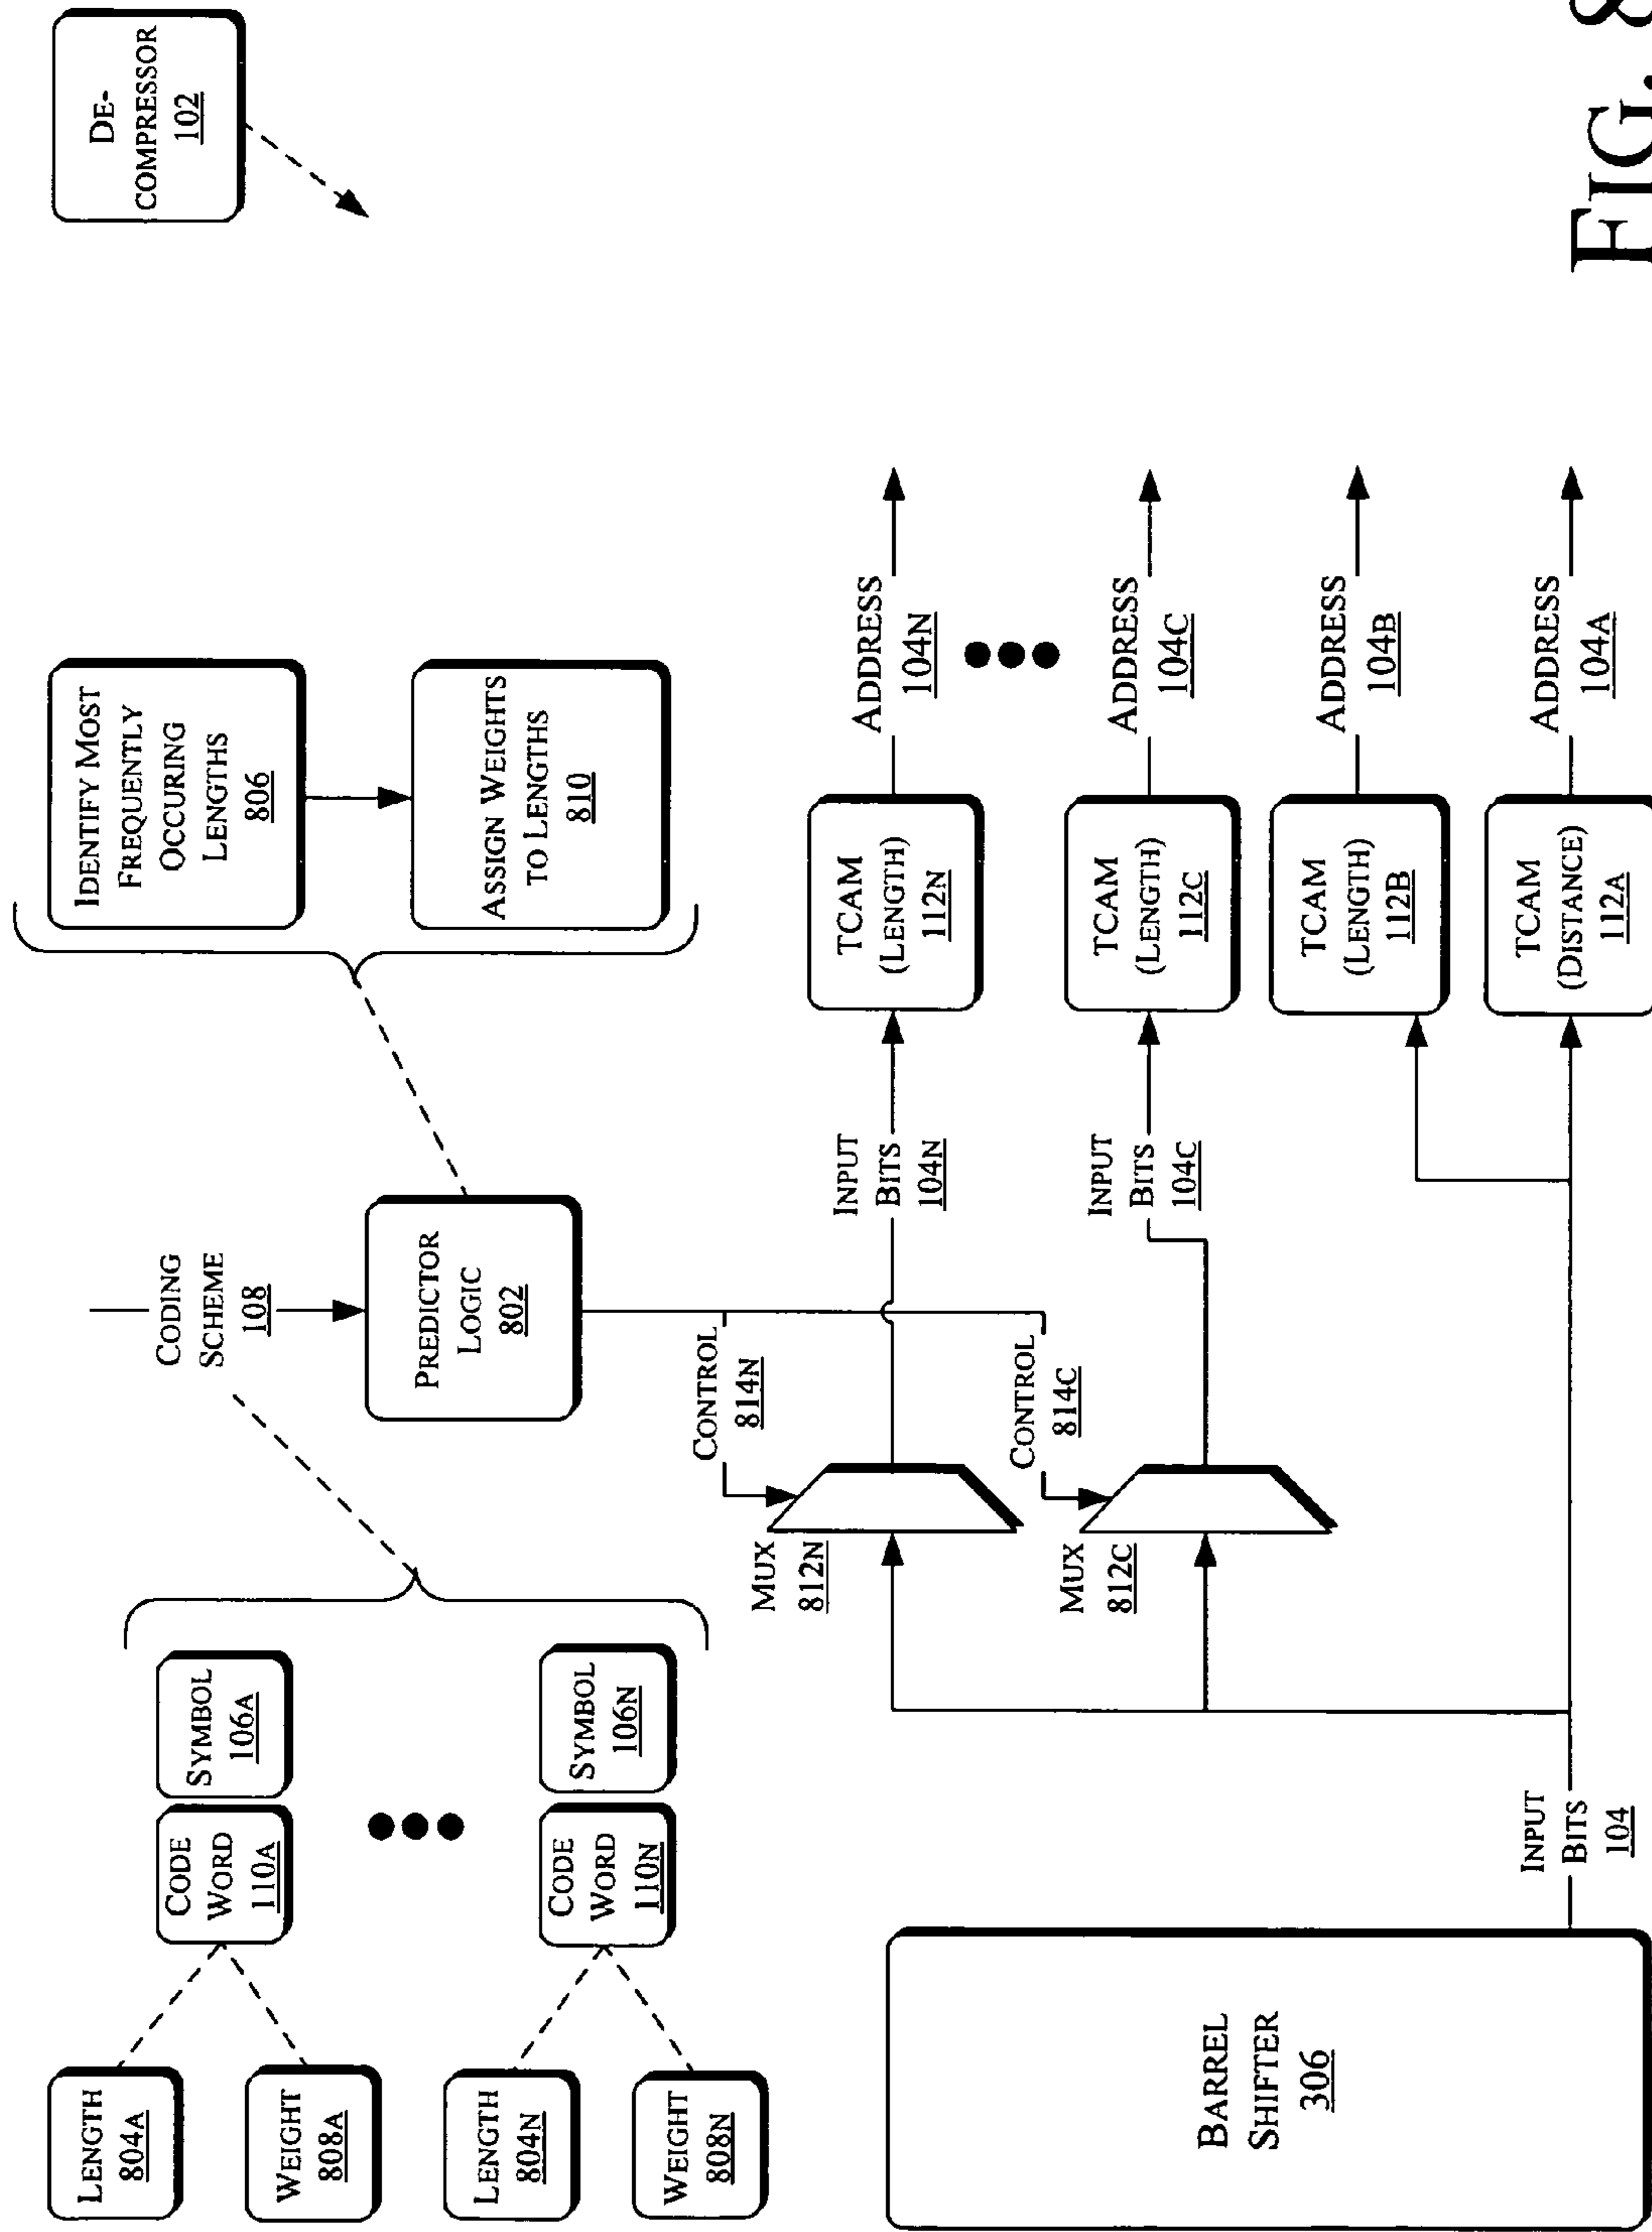 DE-
COMPRESSOR
102
IDENTIFY MOST
FREQUENTLY
OCCURING
LENGTHS
806
ASSIGN WEIGHTS
TO LENGTHS
810
CODING
SCHEME
108
PREDICTOR
LOGIC
802
LENGTH
804A
WEIGHT
808A
CODE
WORD
110A
SYMBOL
106A
LENGTH
804N
WEIGHT
808N
CODE
WORD
110N
SYMBOL
106N
CONTROL
814N
MUX
812N
INPUT
BITS
104N
TCAM
(LENGTH)
112N
ADDRESS
104N
CONTROL
814C
MUX
812C
INPUT
BITS
104C
TCAM
(LENGTH)
112C
ADDRESS
104C
TCAM
(LENGTH)
112B
ADDRESS
104B
BARREL
SHIFTER
306
INPUT
BITS
104
TCAM
(DISTANCE)
112A
ADDRESS
104A
FIG. 8